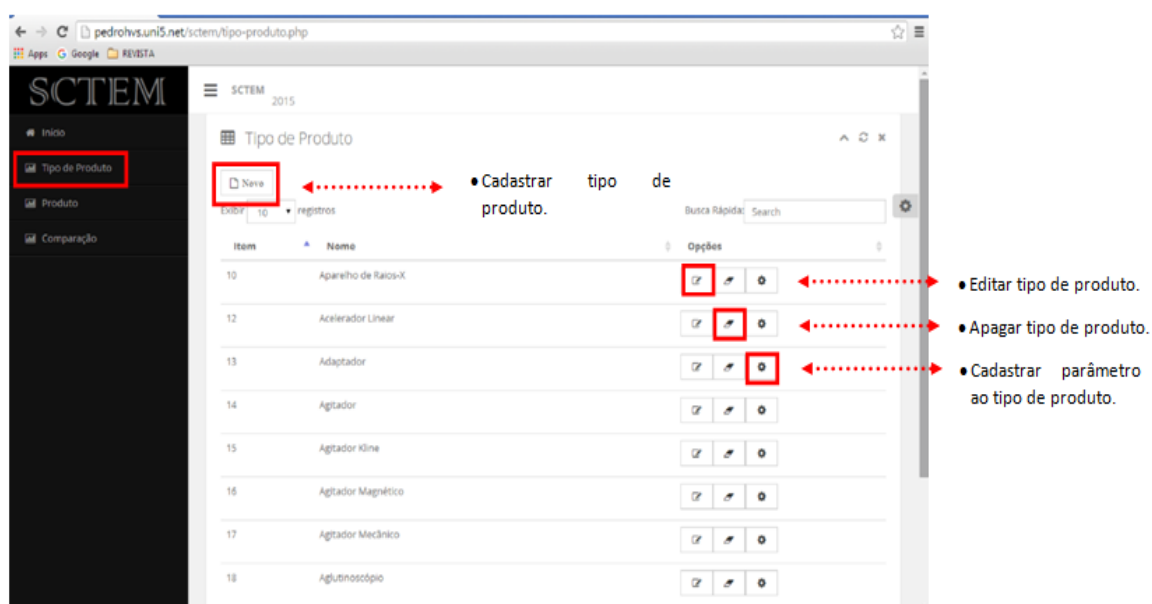 pedrohvs.uni5.net/sctem/tipo-produto.php
Apps Google REVISTA
SCTEM
SCTEM
2015
Início
Tipo de Produto
Produto
Comparação
Tipo de Produto
Novo
• Cadastrar tipo de
produto.
Exibir 10 registros
Busca Rápida: Search
Item Nome Opções
10 Aparelho de Raios-X
• Editar tipo de produto.
12 Acelerador Linear
• Apagar tipo de produto.
13 Adaptador
• Cadastrar parâmetro
ao tipo de produto.
14 Agitador
15 Agitador Kline
16 Agitador Magnético
17 Agitador Mecânico
18 Aglutinoscópio